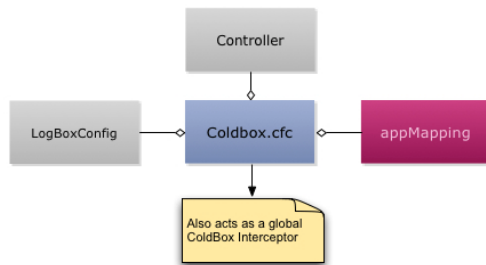 Controller
LogBoxConfig
Coldbox.cfc
appMapping
Also acts as a global
ColdBox Interceptor